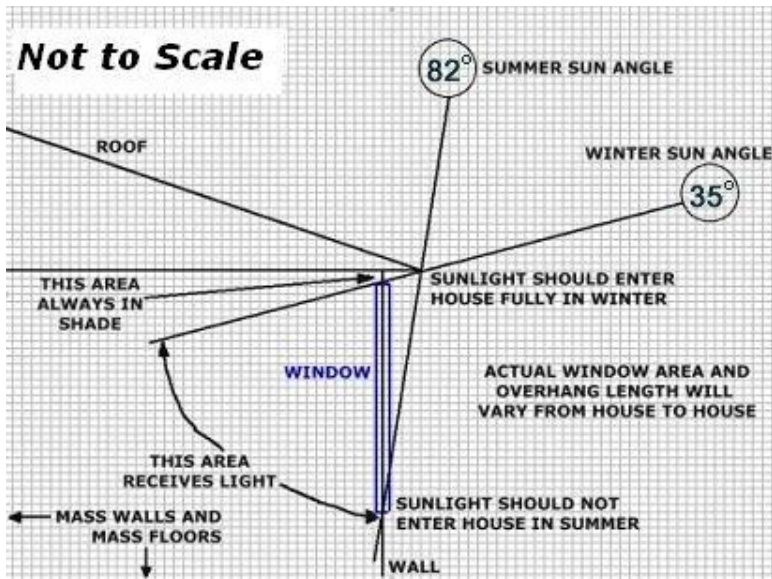 Not to Scale
82°
SUMMER SUN ANGLE
ROOF
WINTER SUN ANGLE
35°
THIS AREA
ALWAYS IN
SHADE
SUNLIGHT SHOULD ENTER
HOUSE FULLY IN WINTER
WINDOW
ACTUAL WINDOW AREA AND
OVERHANG LENGTH WILL
VARY FROM HOUSE TO HOUSE
THIS AREA
RECEIVES LIGHT
MASS WALLS AND
MASS FLOORS
SUNLIGHT SHOULD NOT
ENTER HOUSE IN SUMMER
WALL